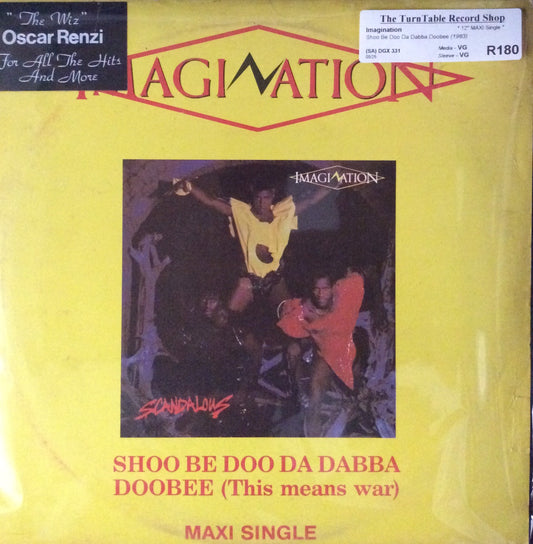 " The Wiz "
Oscar Renzi
For All The Hits
And More
The TurnTable Record Shop
Imagination " 12" MAXI Single "
Shoo Be Doo Da Dabba Doobee (1983)
(SA) DGX 331 Media - VG R180
Sleeve - VG
IMAGINATION
IMAGINATION
SCANDALOUS
SHOO BE DOO DA DABBA
DOOBEE (This means war)
MAXI SINGLE